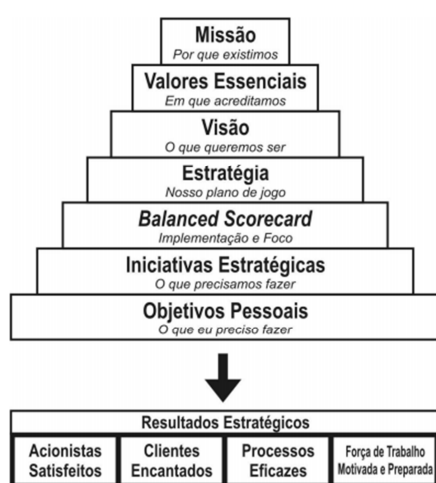 Missão
Por que existimos
Valores Essenciais
Em que acreditamos
Visão
O que queremos ser
Estratégia
Nosso plano de jogo
Balanced Scorecard
Implementação e Foco
Iniciativas Estratégicas
O que precisamos fazer
Objetivos Pessoais
O que eu preciso fazer
Resultados Estratégicos
Acionistas
Satisfeitos
Clientes
Encantados
Processos
Eficazes
Força de Trabalho
Motivada e Preparada